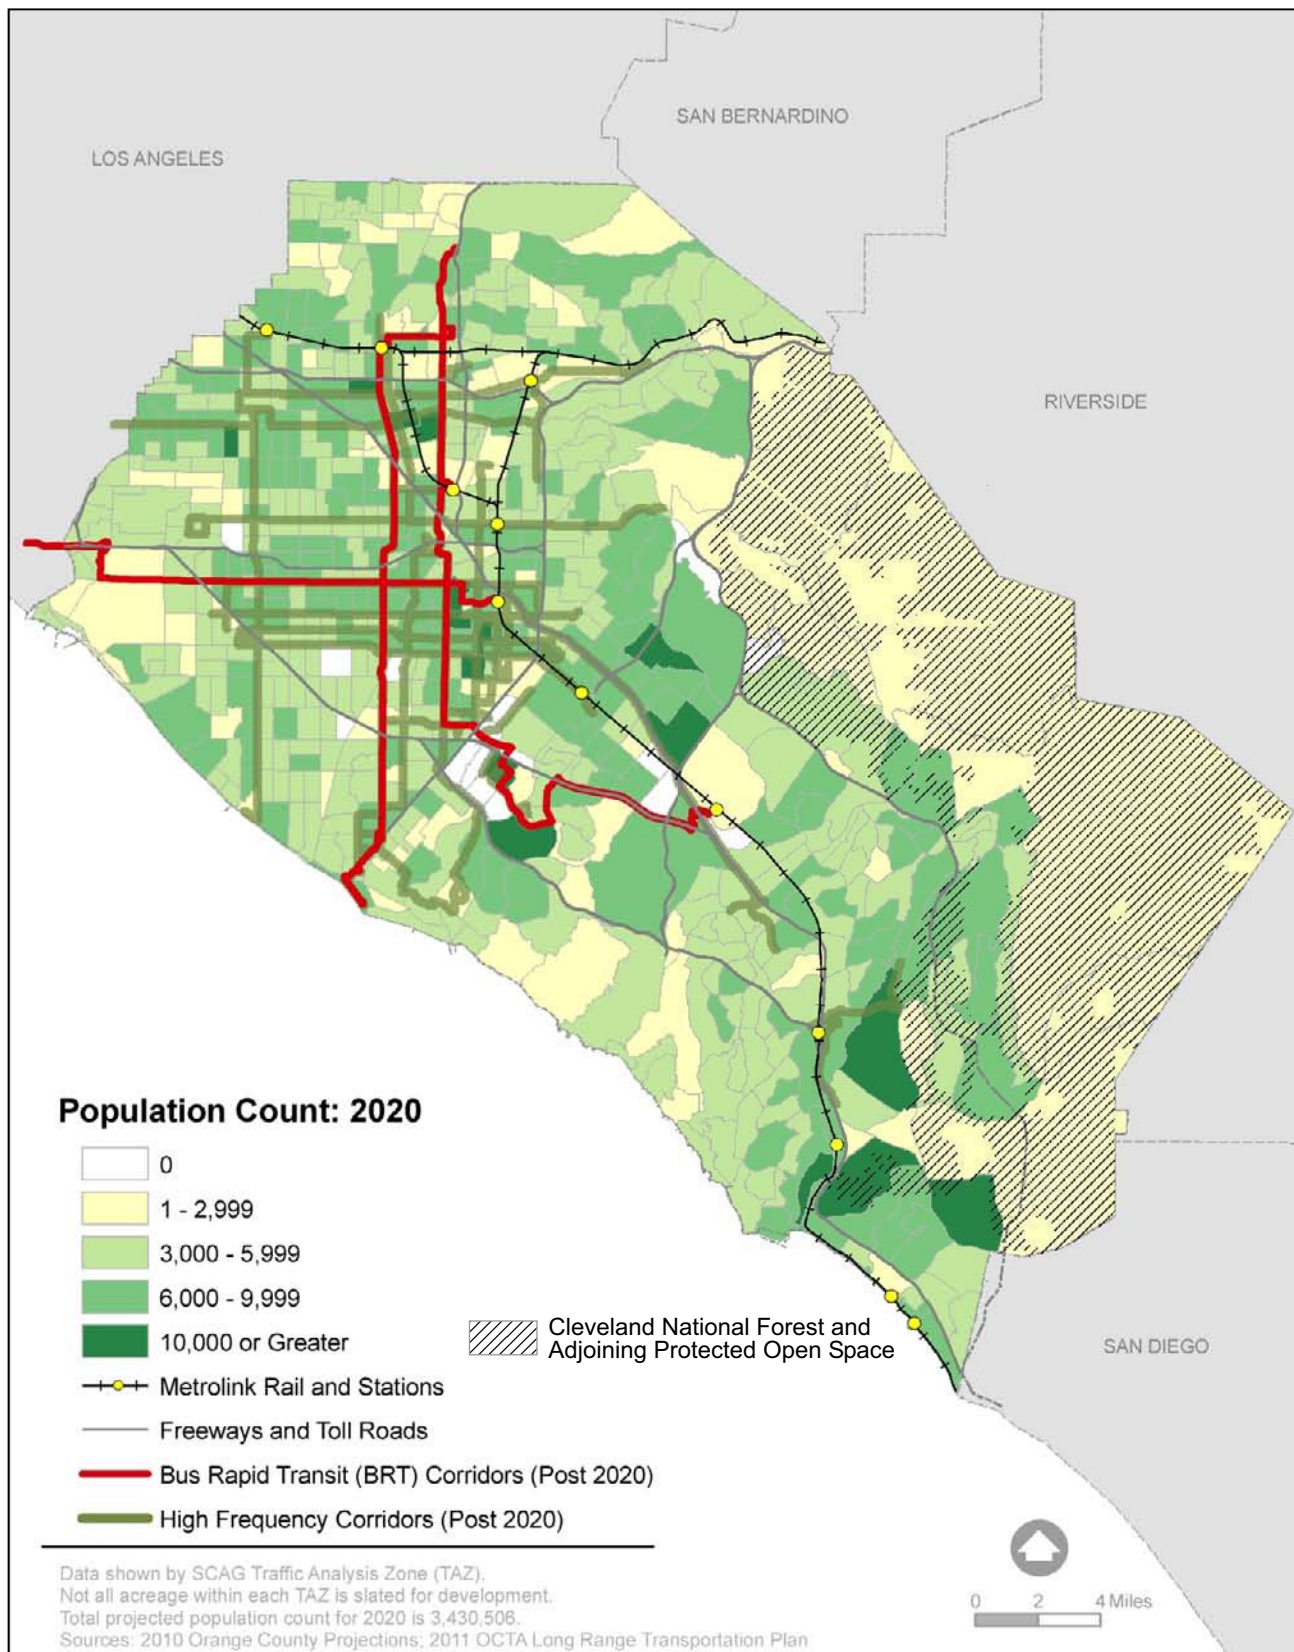 SAN BERNARDINO
LOS ANGELES
RIVERSIDE
Population Count: 2020
0
1 - 2,999
3,000 - 5,999
6,000 - 9,999
10,000 or Greater
Cleveland National Forest and
Adjoining Protected Open Space
SAN DIEGO
Metrolink Rail and Stations
Freeways and Toll Roads
Bus Rapid Transit (BRT) Corridors (Post 2020)
High Frequency Corridors (Post 2020)
Data shown by SCAG Traffic Analysis Zone (TAZ).
Not all acreage within each TAZ is slated for development.
Total projected population count for 2020 is 3,430,506.
Sources: 2010 Orange County Projections; 2011 OCTA Long Range Transportation Plan
0 2 4 Miles